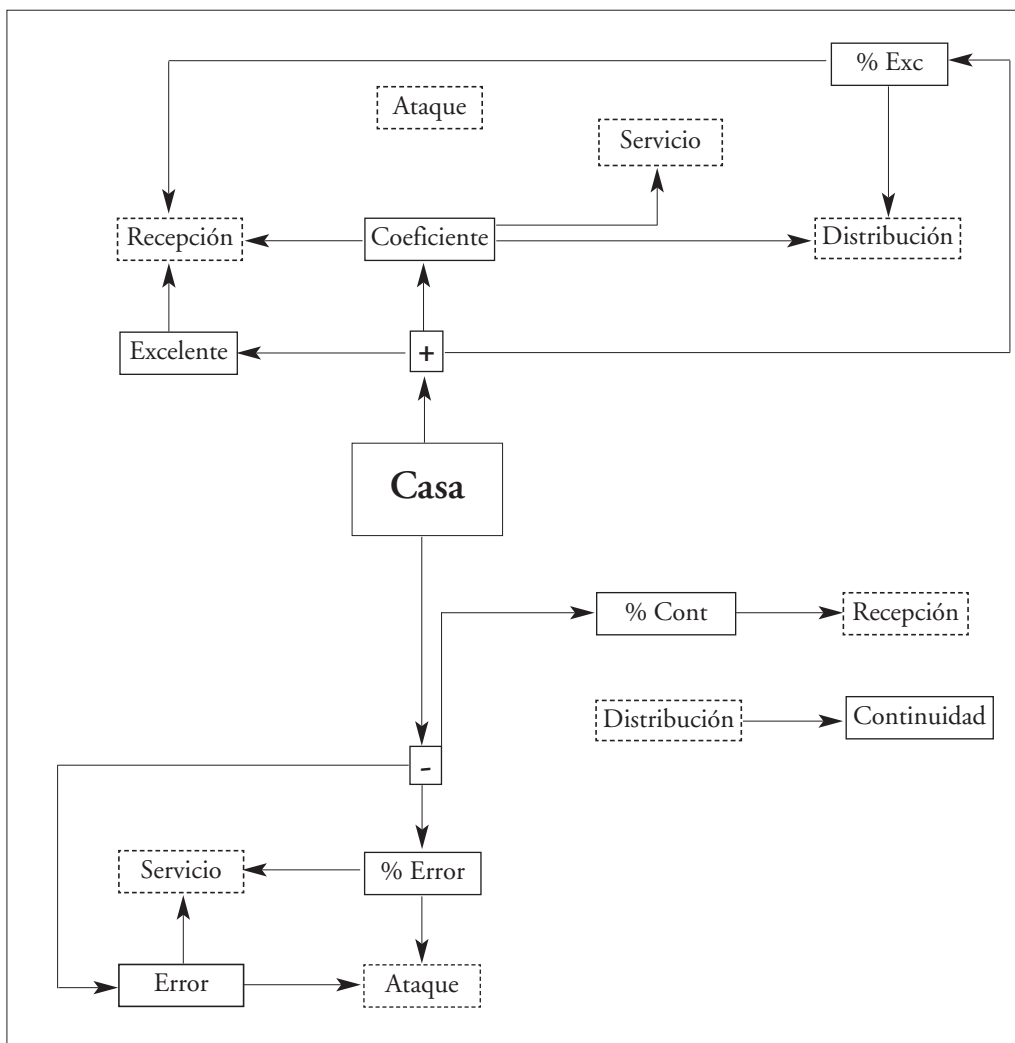 % Exc
Ataque
Servicio
Recepción
Coeficiente
Distribución
Excelente
+
Casa
% Cont
Recepción
Distribución
Continuidad
-
Servicio
% Error
Error
Ataque